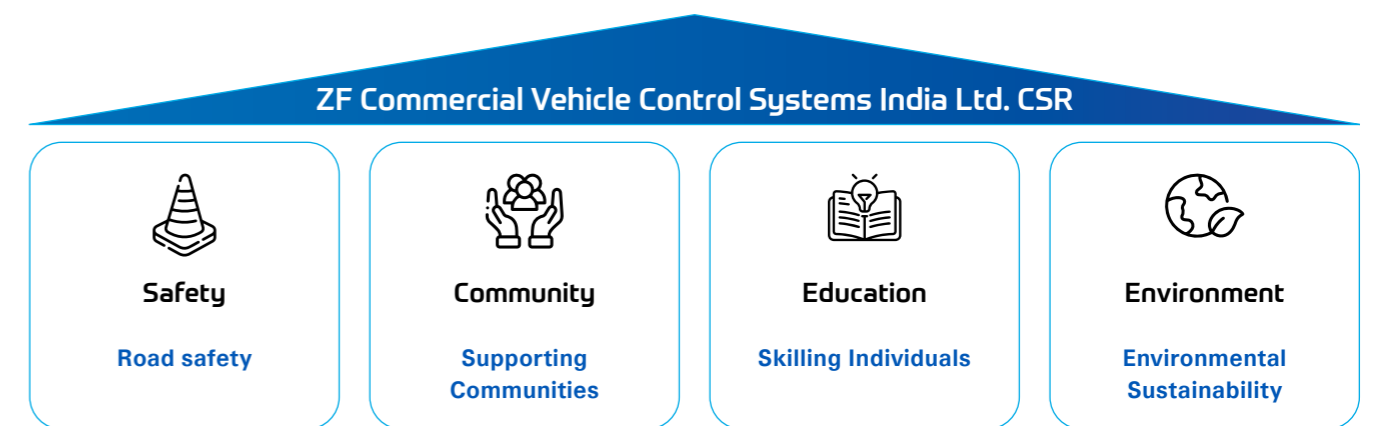 ZF Commercial Vehicle Control Systems India Ltd. CSR
Safety
Road safety
Community
Supporting
Communities
Education
Skilling Individuals
Environment
Environmental
Sustainability